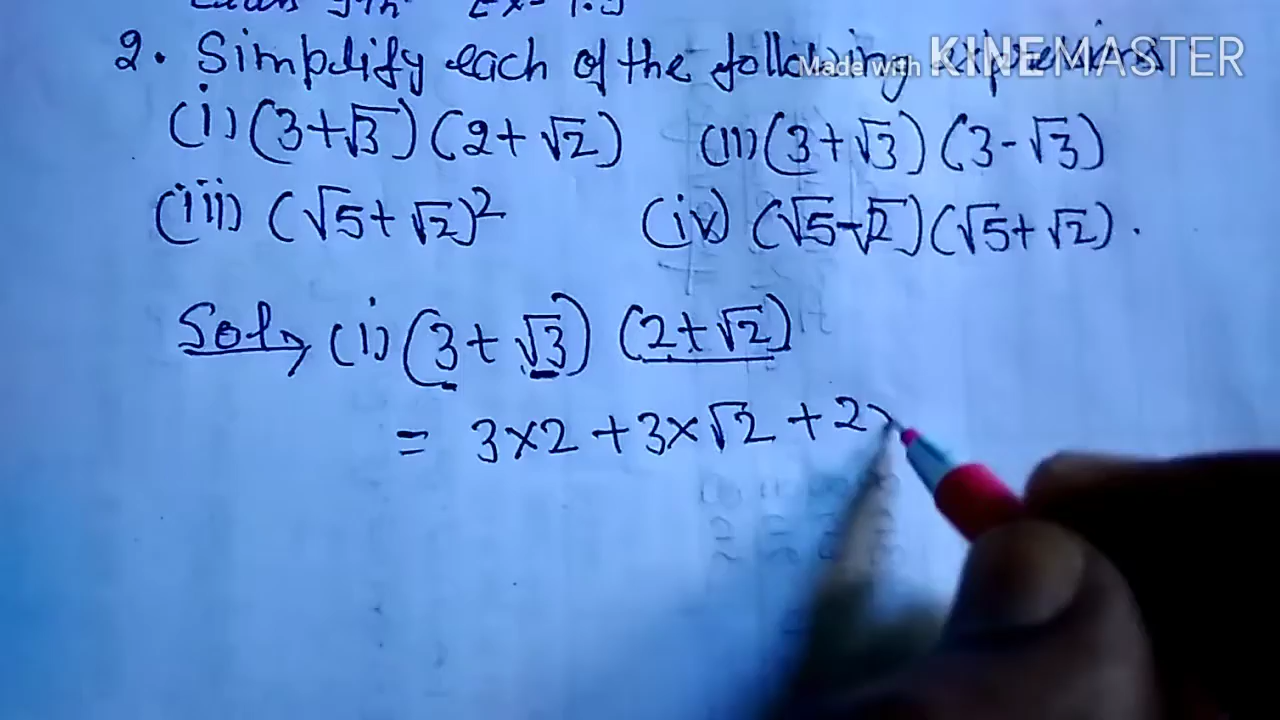 2. Simplify each of the following expressions
Made with KINEMASTER
(i) (3+√3) (2+√2) (ii) (3+√3) (3-√3)
(iii) (√5+√2)² (iv) (√5-√2) (√5+√2).
Sol→ (i) (3+√3) (2+√2)
= 3×2 +3×√2 +2×